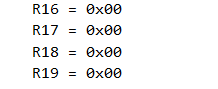 R16 = 0x00
R17 = 0x00
R18 = 0x00
R19 = 0x00